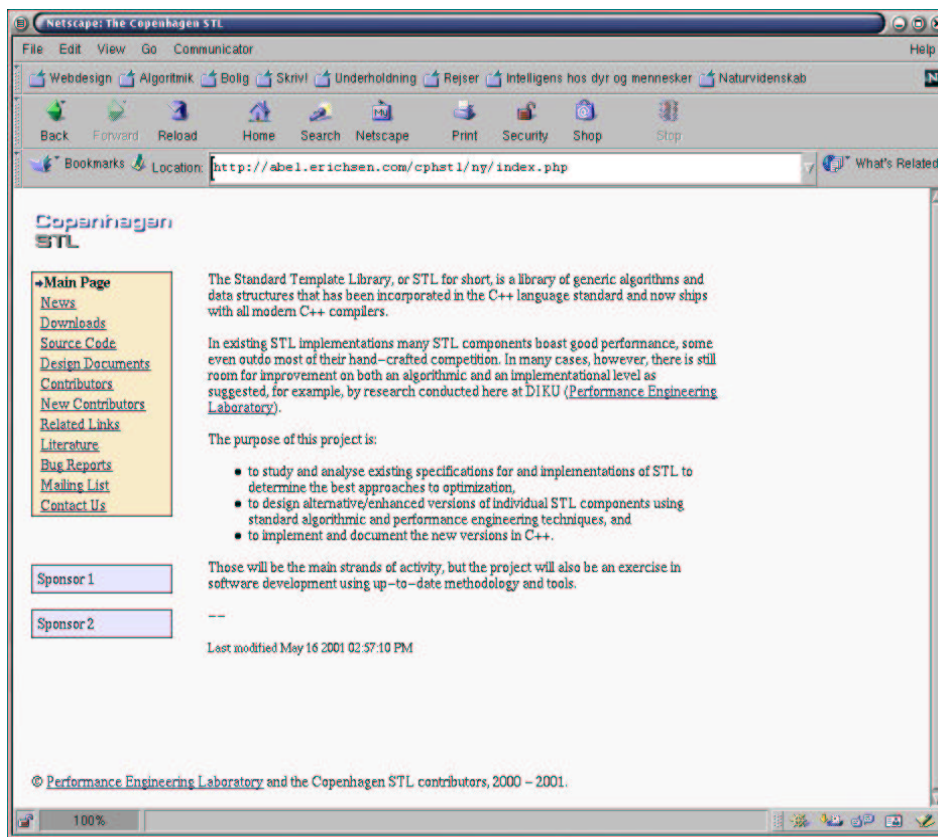 Netscape: The Copenhagen STL
File Edit View Go Communicator Help
Webdesign Algoritmik Bolig Skriv! Underholdning Rejser Intelligens hos dyr og mennesker Naturvidenskab N
Back Forward Reload Home Search Netscape Print Security Shop Stop
Bookmarks Location: http://abel.erichsen.com/cphstl/ny/index.php What's Related
Copenhagen
STL
Main Page
News
Downloads
Source Code
Design Documents
Contributors
New Contributors
Related Links
Literature
Bug Reports
Mailing List
Contact Us
Sponsor 1
Sponsor 2
The Standard Template Library, or STL for short, is a library of generic algorithms and
data structures that has been incorporated in the C++ language standard and now ships
with all modern C++ compilers.
In existing STL implementations many STL components boast good performance, some
even outdo most of their hand-crafted competition. In many cases, however, there is still
room for improvement on both an algorithmic and an implementational level as
suggested, for example, by research conducted here at DIKU (Performance Engineering
Laboratory).
The purpose of this project is:
• to study and analyse existing specifications for and implementations of STL to
determine the best approaches to optimization,
• to design alternative/enhanced versions of individual STL components using
standard algorithmic and performance engineering techniques, and
• to implement and document the new versions in C++.
Those will be the main strands of activity, but the project will also be an exercise in
software development using up-to-date methodology and tools.
--
Last modified May 16 2001 02:57:10 PM
© Performance Engineering Laboratory and the Copenhagen STL contributors, 2000 - 2001.
100%